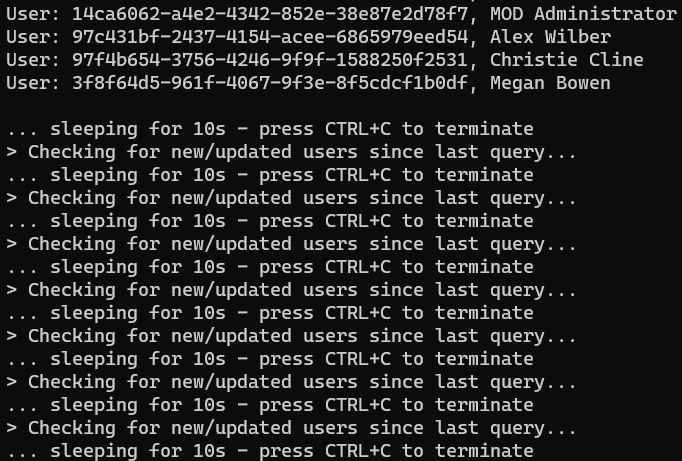 User: 14ca6062-a4e2-4342-852e-38e87e2d78f7, MOD Administrator
User: 97c431bf-2437-4154-acee-6865979eed54, Alex Wilber
User: 97f4b654-3756-4246-9f9f-1588250f2531, Christie Cline
User: 3f8f64d5-961f-4067-9f3e-8f5cdcf1b0df, Megan Bowen

... sleeping for 10s - press CTRL+C to terminate
> Checking for new/updated users since last query...
... sleeping for 10s - press CTRL+C to terminate
> Checking for new/updated users since last query...
... sleeping for 10s - press CTRL+C to terminate
> Checking for new/updated users since last query...
... sleeping for 10s - press CTRL+C to terminate
> Checking for new/updated users since last query...
... sleeping for 10s - press CTRL+C to terminate
> Checking for new/updated users since last query...
... sleeping for 10s - press CTRL+C to terminate
> Checking for new/updated users since last query...
... sleeping for 10s - press CTRL+C to terminate
> Checking for new/updated users since last query...
... sleeping for 10s - press CTRL+C to terminate